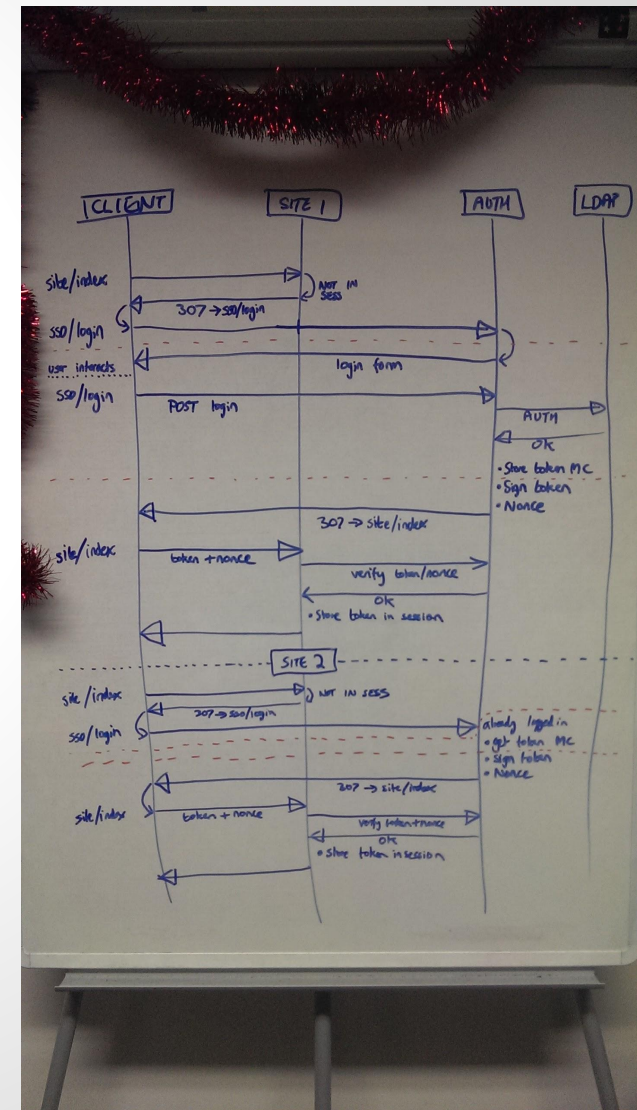 CLIENT
SITE 1
AUTH
LDAP
site/index
NOT IN
SESS
307 → sso/login
sso/login
login form
user interacts
sso/login
POST login
AUTH
OK
• Store token MC
• Sign token
• Nonce
307 → site/index
site/index
token + nonce
verify token/nonce
OK
• Store token in session
SITE 2
site/index
NOT IN SESS
307 → sso/login
sso/login
already logged in
• get token MC
• sign token
• Nonce
307 → site/index
site/index
token + nonce
verify token+nonce
OK
• store token in session